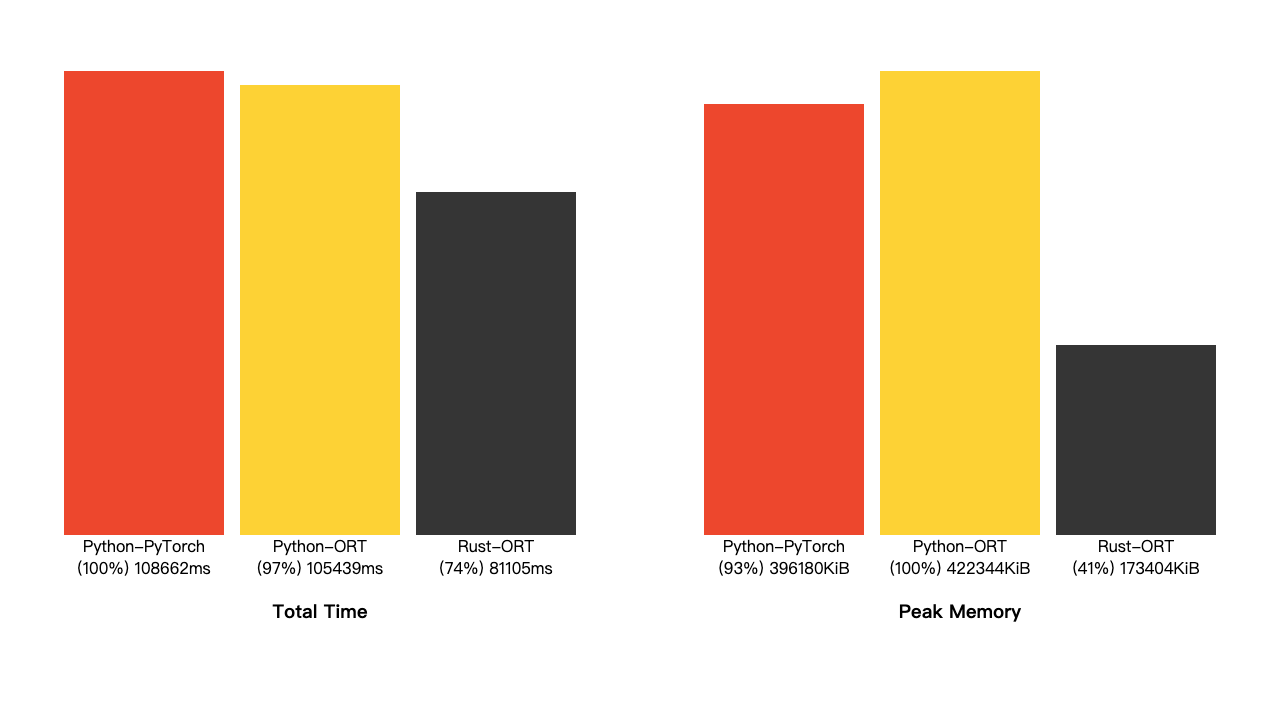 Python-PyTorch
(100%) 108662ms
Python-ORT
(97%) 105439ms
Rust-ORT
(74%) 81105ms
Total Time
Python-PyTorch
(93%) 396180KiB
Python-ORT
(100%) 422344KiB
Rust-ORT
(41%) 173404KiB
Peak Memory